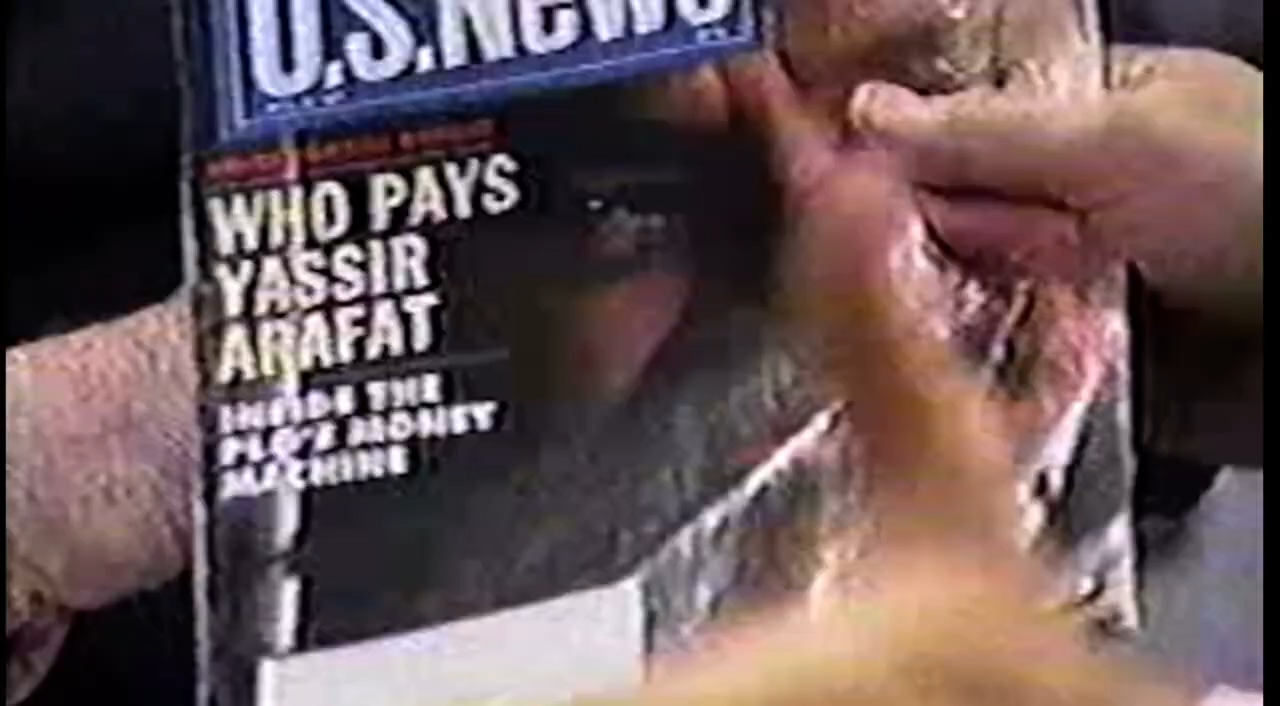 U.S.News
WHO PAYS
YASSIR
ARAFAT
INSIDE THE
PLO'S MONEY
MACHINE